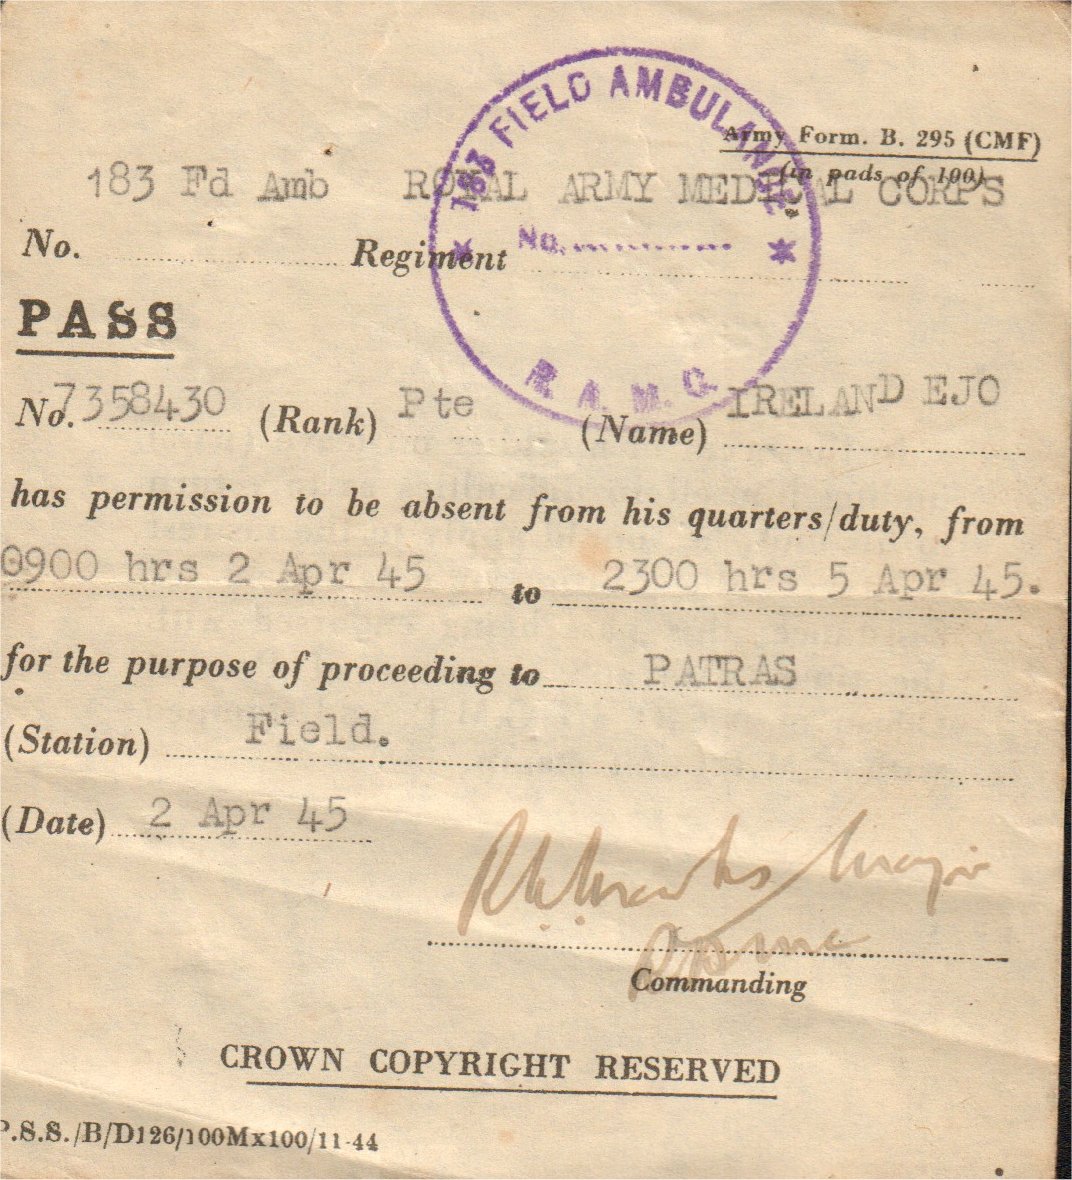 183 FIELD AMBULANCE
Army Form. B. 295 (CMF)
(in pads of 100)
183 Fd Amb ROYAL ARMY MEDICAL CORPS
No. Regiment
No.
PASS
R. A. M. C.
No. 7358430 (Rank) Pte (Name) IRELAND EJO
has permission to be absent from his quarters/duty, from
0900 hrs 2 Apr 45 to 2300 hrs 5 Apr 45.
for the purpose of proceeding to PATRAS
(Station) Field.
(Date) 2 Apr 45
Major
Commanding
CROWN COPYRIGHT RESERVED
P.S.S./B/D126/100Mx100/11-44